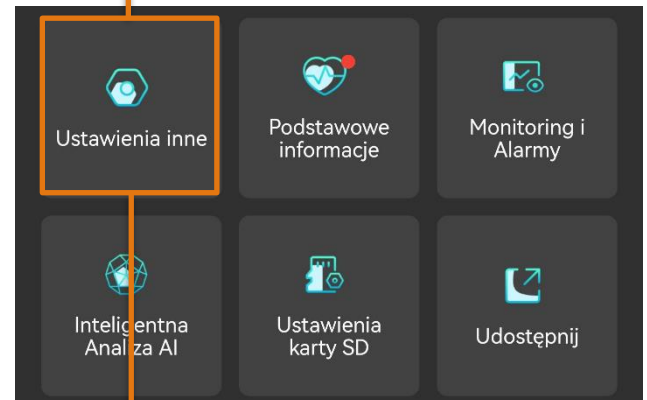 Ustawienia inne
Podstawowe
informacje
Monitoring i
Alarmy
Inteligentna
Analiza AI
Ustawienia
karty SD
Udostępnij